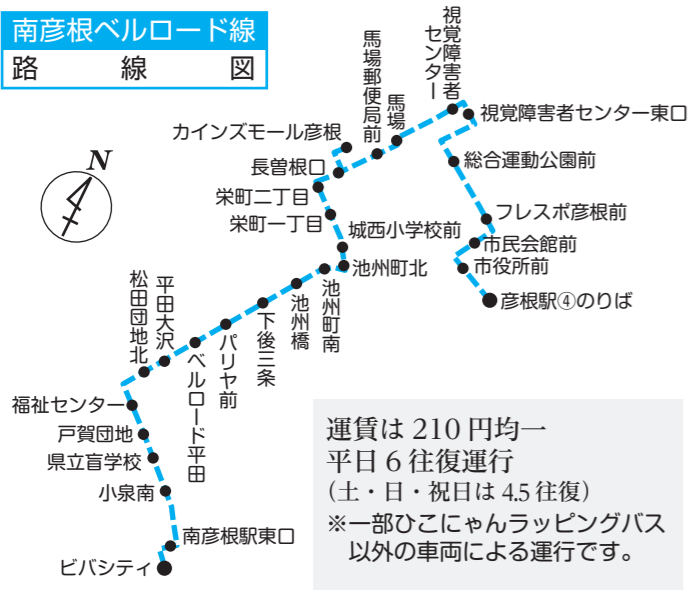 南彦根ベルロード線
路線図
N
視覚障害者センター
視覚障害者センター東口
馬場
馬場郵便局前
カインズモール彦根
長曽根口
総合運動公園前
栄町二丁目
栄町一丁目
フレスポ彦根前
城西小学校前
市民会館前
池州町北
市役所前
彦根駅④のりば
池州町南
池州橋
下後三条
パリヤ前
ベルロード平田
平田大沢
松田団地北
福祉センター
戸賀団地
県立盲学校
小泉南
南彦根駅東口
ビバシティ
運賃は 210 円均一
平日 6 往復運行
(土・日・祝日は 4.5 往復)
※一部ひこにゃんラッピングバス
以外の車両による運行です。